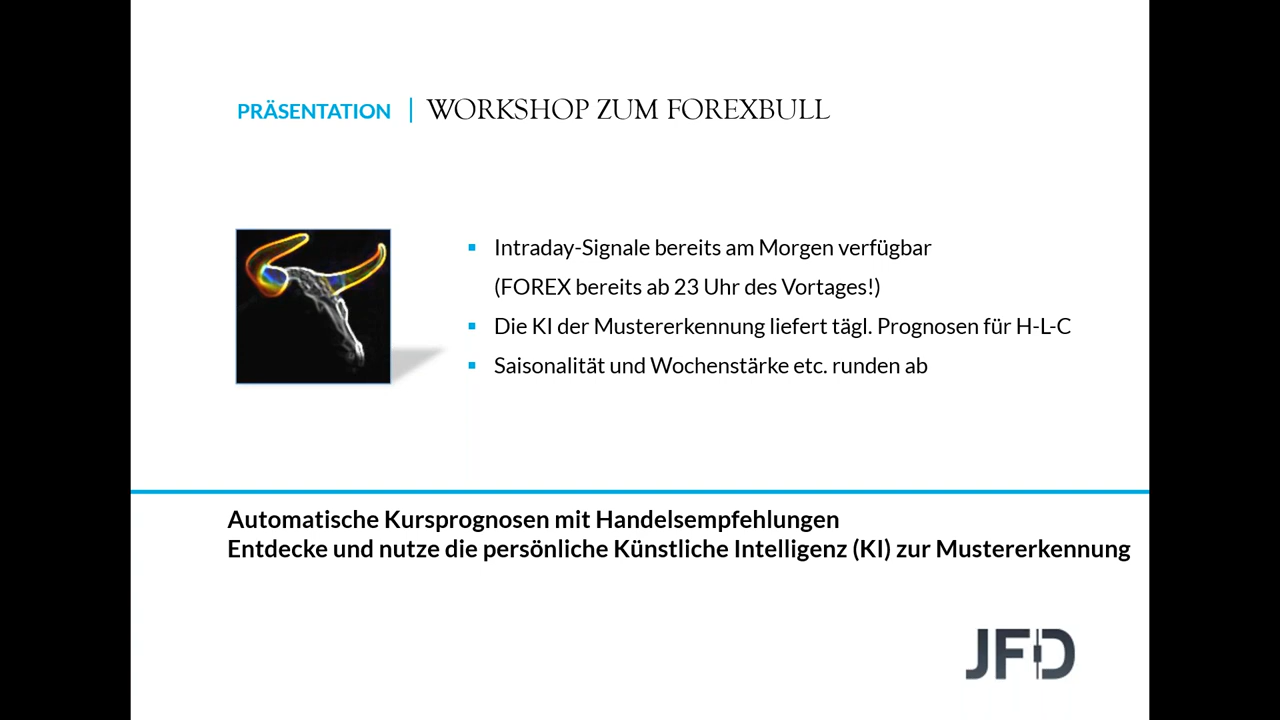 PRÄSENTATION | WORKSHOP ZUM FOREXBULL
Intraday-Signale bereits am Morgen verfügbar
(FOREX bereits ab 23 Uhr des Vortages!)
Die KI der Mustererkennung liefert tägl. Prognosen für H-L-C
Saisonalität und Wochenstärke etc. runden ab
Automatische Kursprognosen mit Handelsempfehlungen
Entdecke und nutze die persönliche Künstliche Intelligenz (KI) zur Mustererkennung
JFD